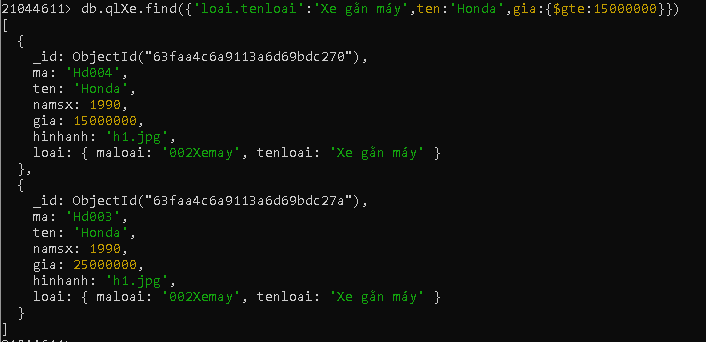 21044611> db.qlXe.find({'loai.tenloai':'Xe gắn máy',ten:'Honda',gia:{$gte:15000000}})
[
  {
    _id: ObjectId("63faa4c6a9113a6d69bdc270"),
    ma: 'Hd004',
    ten: 'Honda',
    namsx: 1990,
    gia: 15000000,
    hinhanh: 'h1.jpg',
    loai: { maloai: '002Xemay', tenloai: 'Xe gắn máy' }
  },
  {
    _id: ObjectId("63faa4c6a9113a6d69bdc27a"),
    ma: 'Hd003',
    ten: 'Honda',
    namsx: 1990,
    gia: 25000000,
    hinhanh: 'h1.jpg',
    loai: { maloai: '002Xemay', tenloai: 'Xe gắn máy' }
  }
]